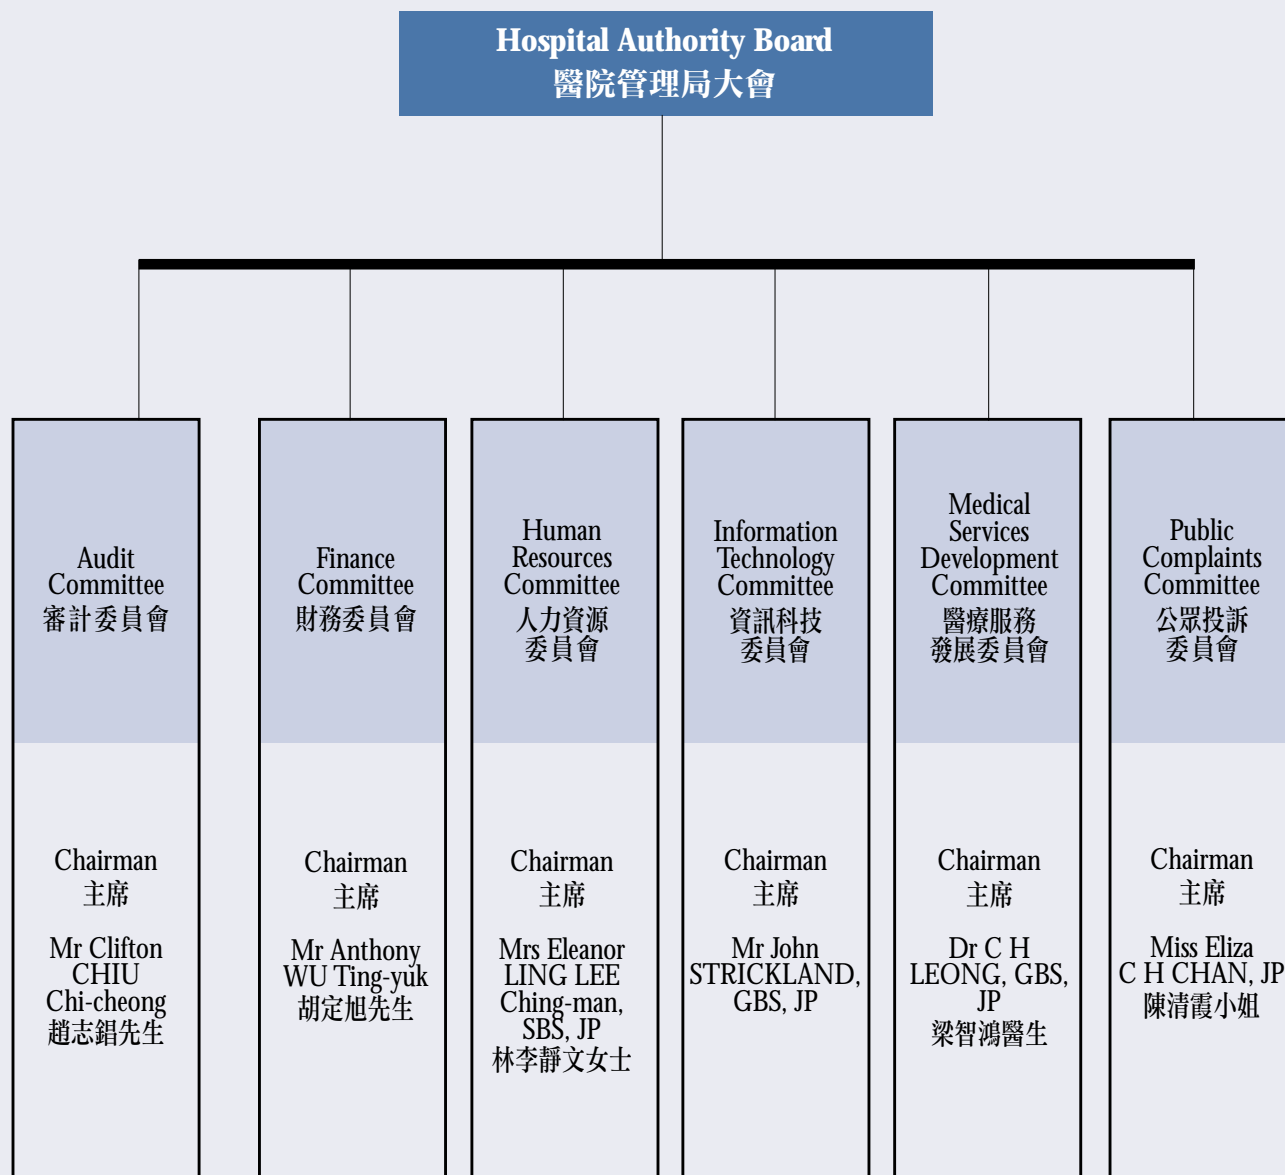 Hospital Authority Board
醫院管理局大會
Audit
Committee
審計委員會
Finance
Committee
財務委員會
Human
Resources
Committee
人力資源
委員會
Information
Technology
Committee
資訊科技
委員會
Medical
Services
Development
Committee
醫療服務
發展委員會
Public
Complaints
Committee
公眾投訴
委員會
Chairman
主席
Mr Clifton
CHIU
Chi-cheong
趙志錩先生
Chairman
主席
Mr Anthony
WU Ting-yuk
胡定旭先生
Chairman
主席
Mrs Eleanor
LING LEE
Ching-man,
SBS, JP
林李靜文女士
Chairman
主席
Mr John
STRICKLAND,
GBS, JP
Chairman
主席
Dr C H
LEONG, GBS,
JP
梁智鴻醫生
Chairman
主席
Miss Eliza
C H CHAN, JP
陳清霞小姐